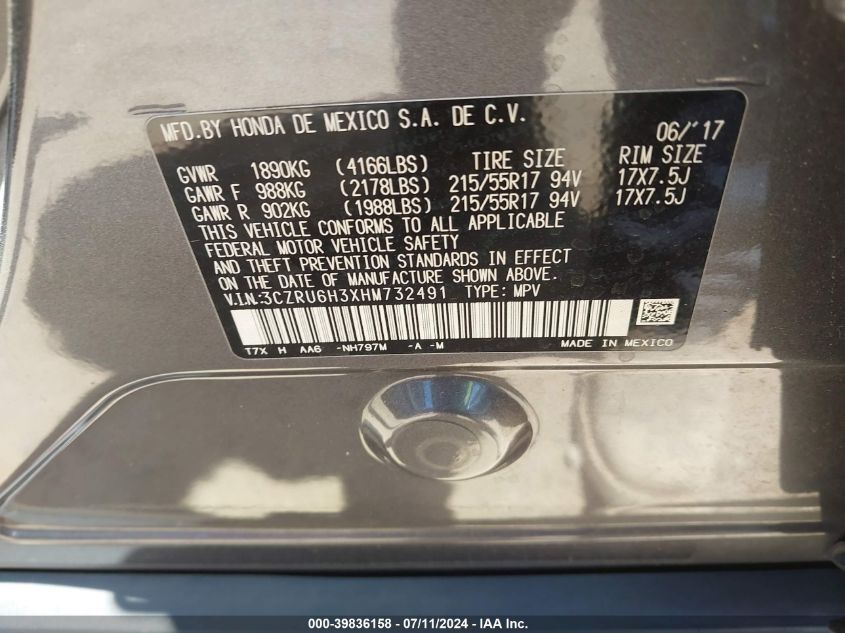 MFD.BY HONDA DE MEXICO S.A. DE C.V. 06/'17
GVWR 1890KG (4166LBS) TIRE SIZE RIM SIZE
GAWR F 988KG (2178LBS) 215/55R17 94V 17X7.5J
GAWR R 902KG (1988LBS) 215/55R17 94V 17X7.5J
THIS VEHICLE CONFORMS TO ALL APPLICABLE
FEDERAL MOTOR VEHICLE SAFETY
AND THEFT PREVENTION STANDARDS IN EFFECT
ON THE DATE OF MANUFACTURE SHOWN ABOVE.
V.I.N.:3CZRU6H3XHM732491 TYPE: MPV
T7X H AA6 -NH797M -A -M MADE IN MEXICO
000-39836158 - 07/11/2024 - IAA Inc.